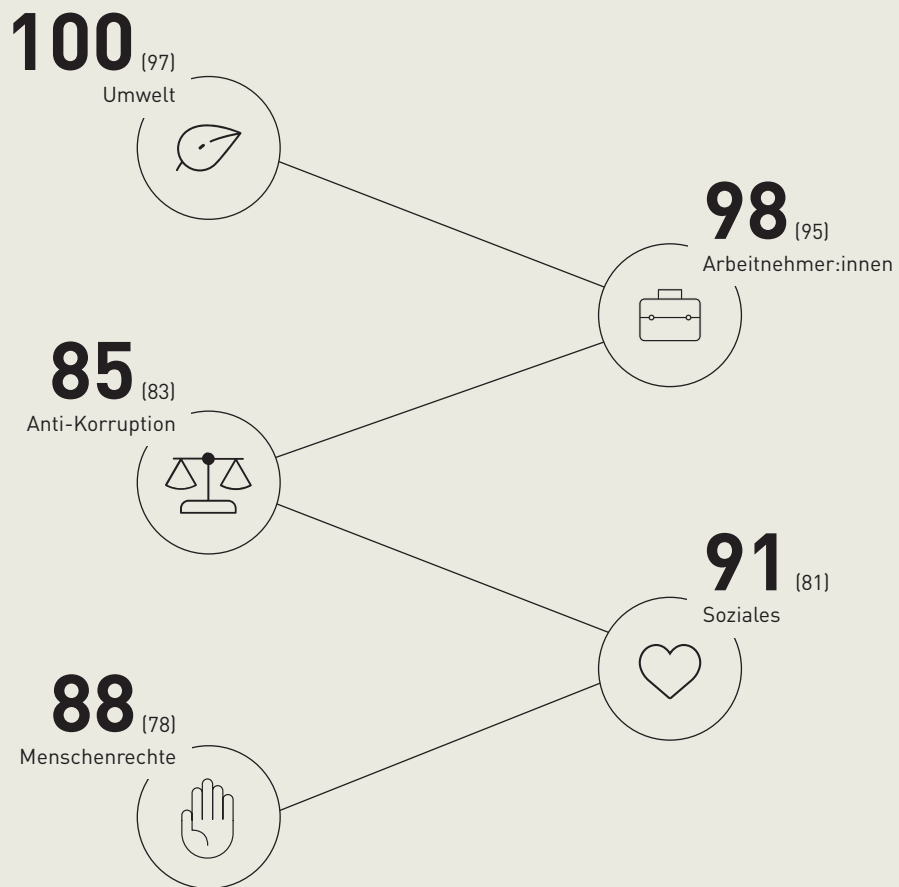 100 (97)
Umwelt
98 (95)
Arbeitnehmer:innen
85 (83)
Anti-Korruption
91 (81)
Soziales
88 (78)
Menschenrechte